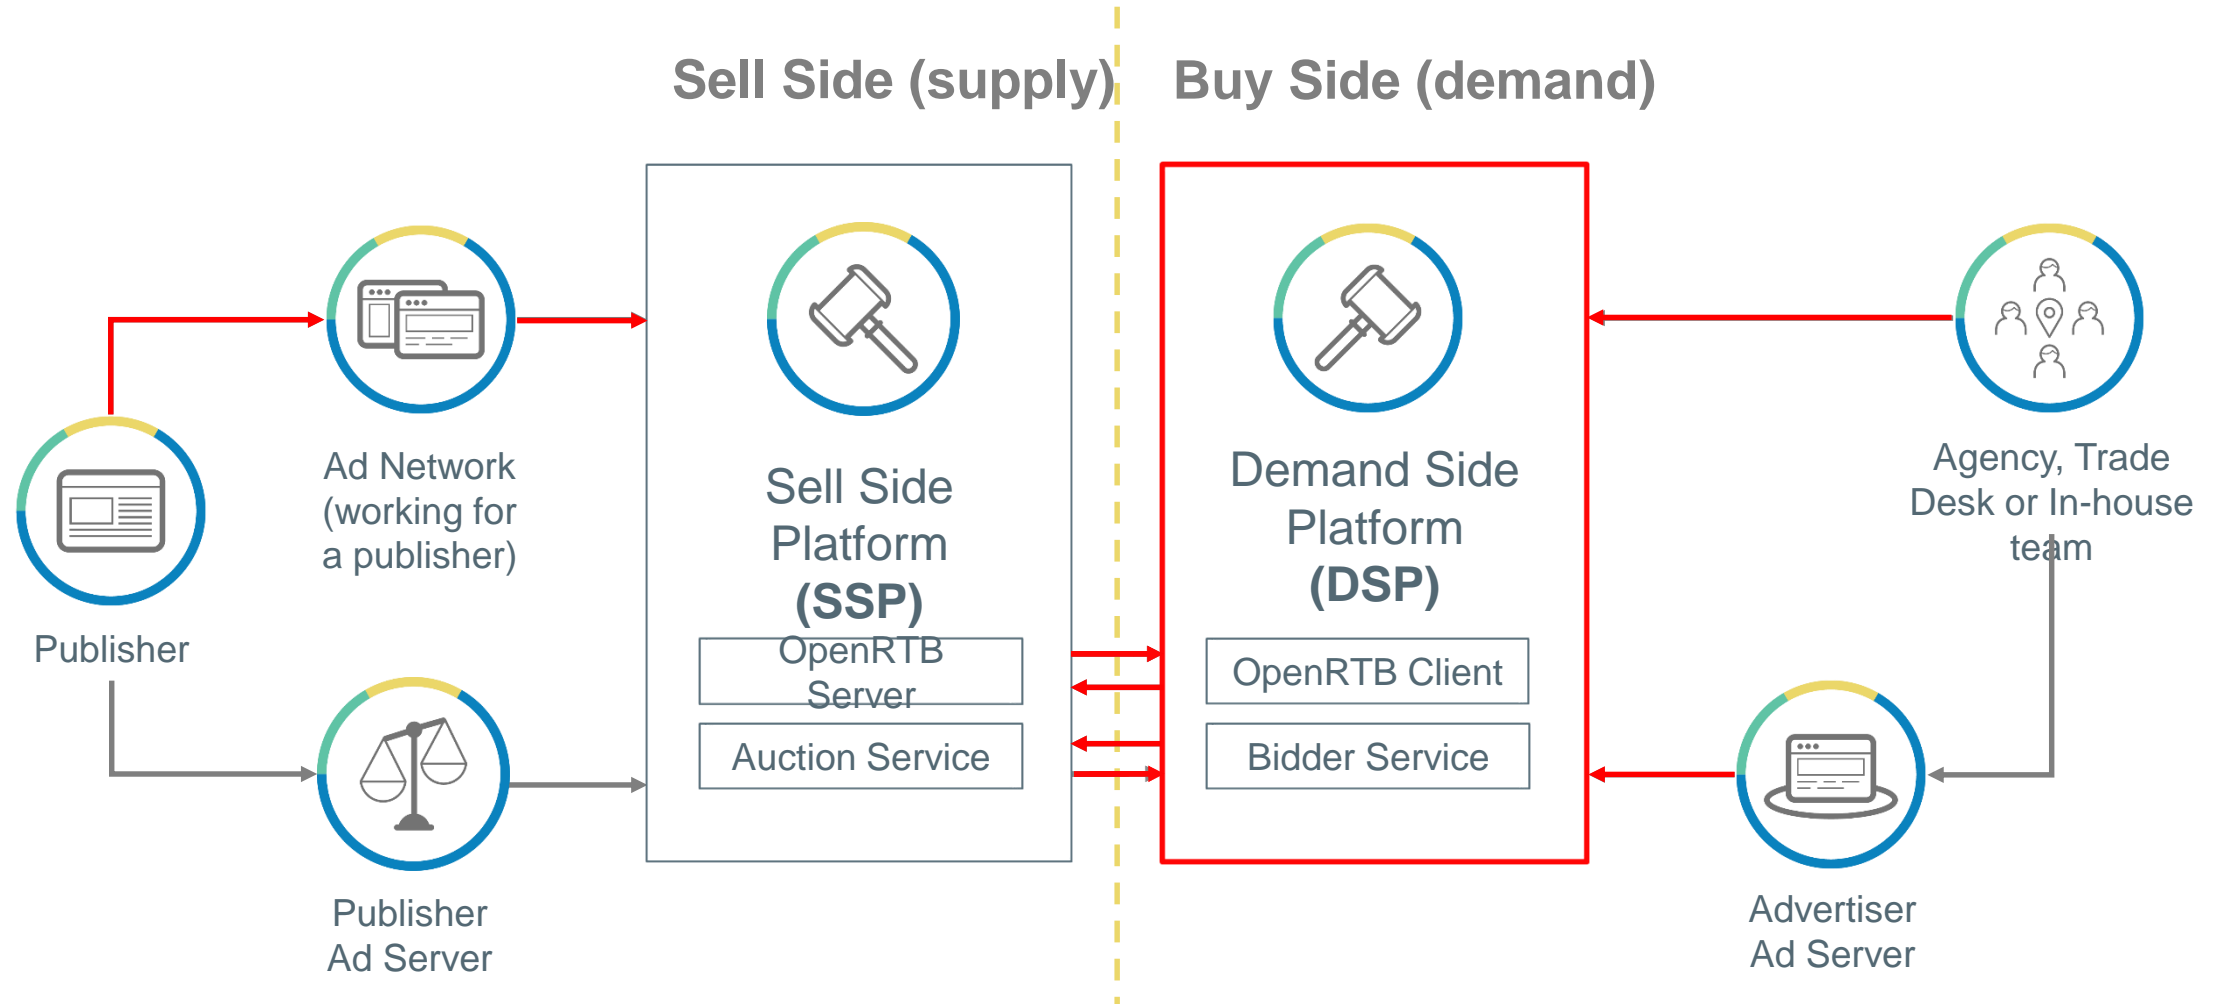 Sell Side (supply)
Buy Side (demand)
Ad Network
(working for
a publisher)
Publisher
Publisher
Ad Server
Sell Side
Platform
(SSP)
OpenRTB
Server
Auction Service
Demand Side
Platform
(DSP)
OpenRTB Client
Bidder Service
Agency, Trade
Desk or In-house
team
Advertiser
Ad Server